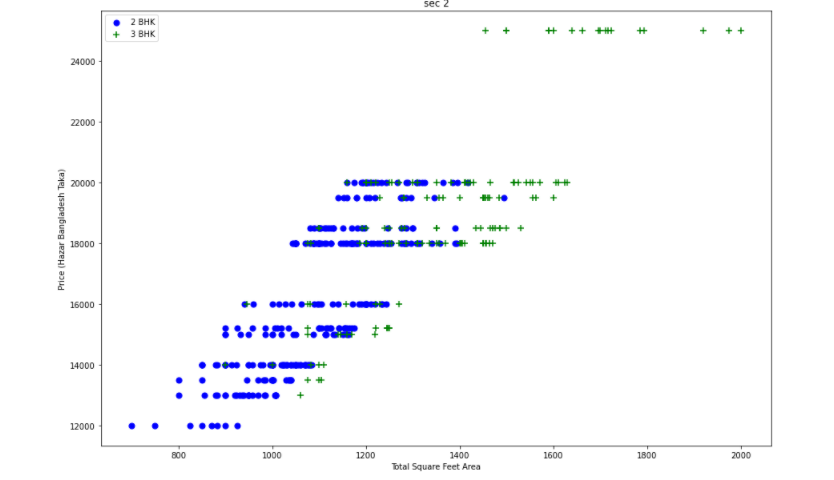 sec 2
2 BHK
3 BHK
24000
22000
20000
18000
16000
14000
12000
Price (Hazar Bangladesh Taka)
800 1000 1200 1400 1600 1800 2000
Total Square Feet Area